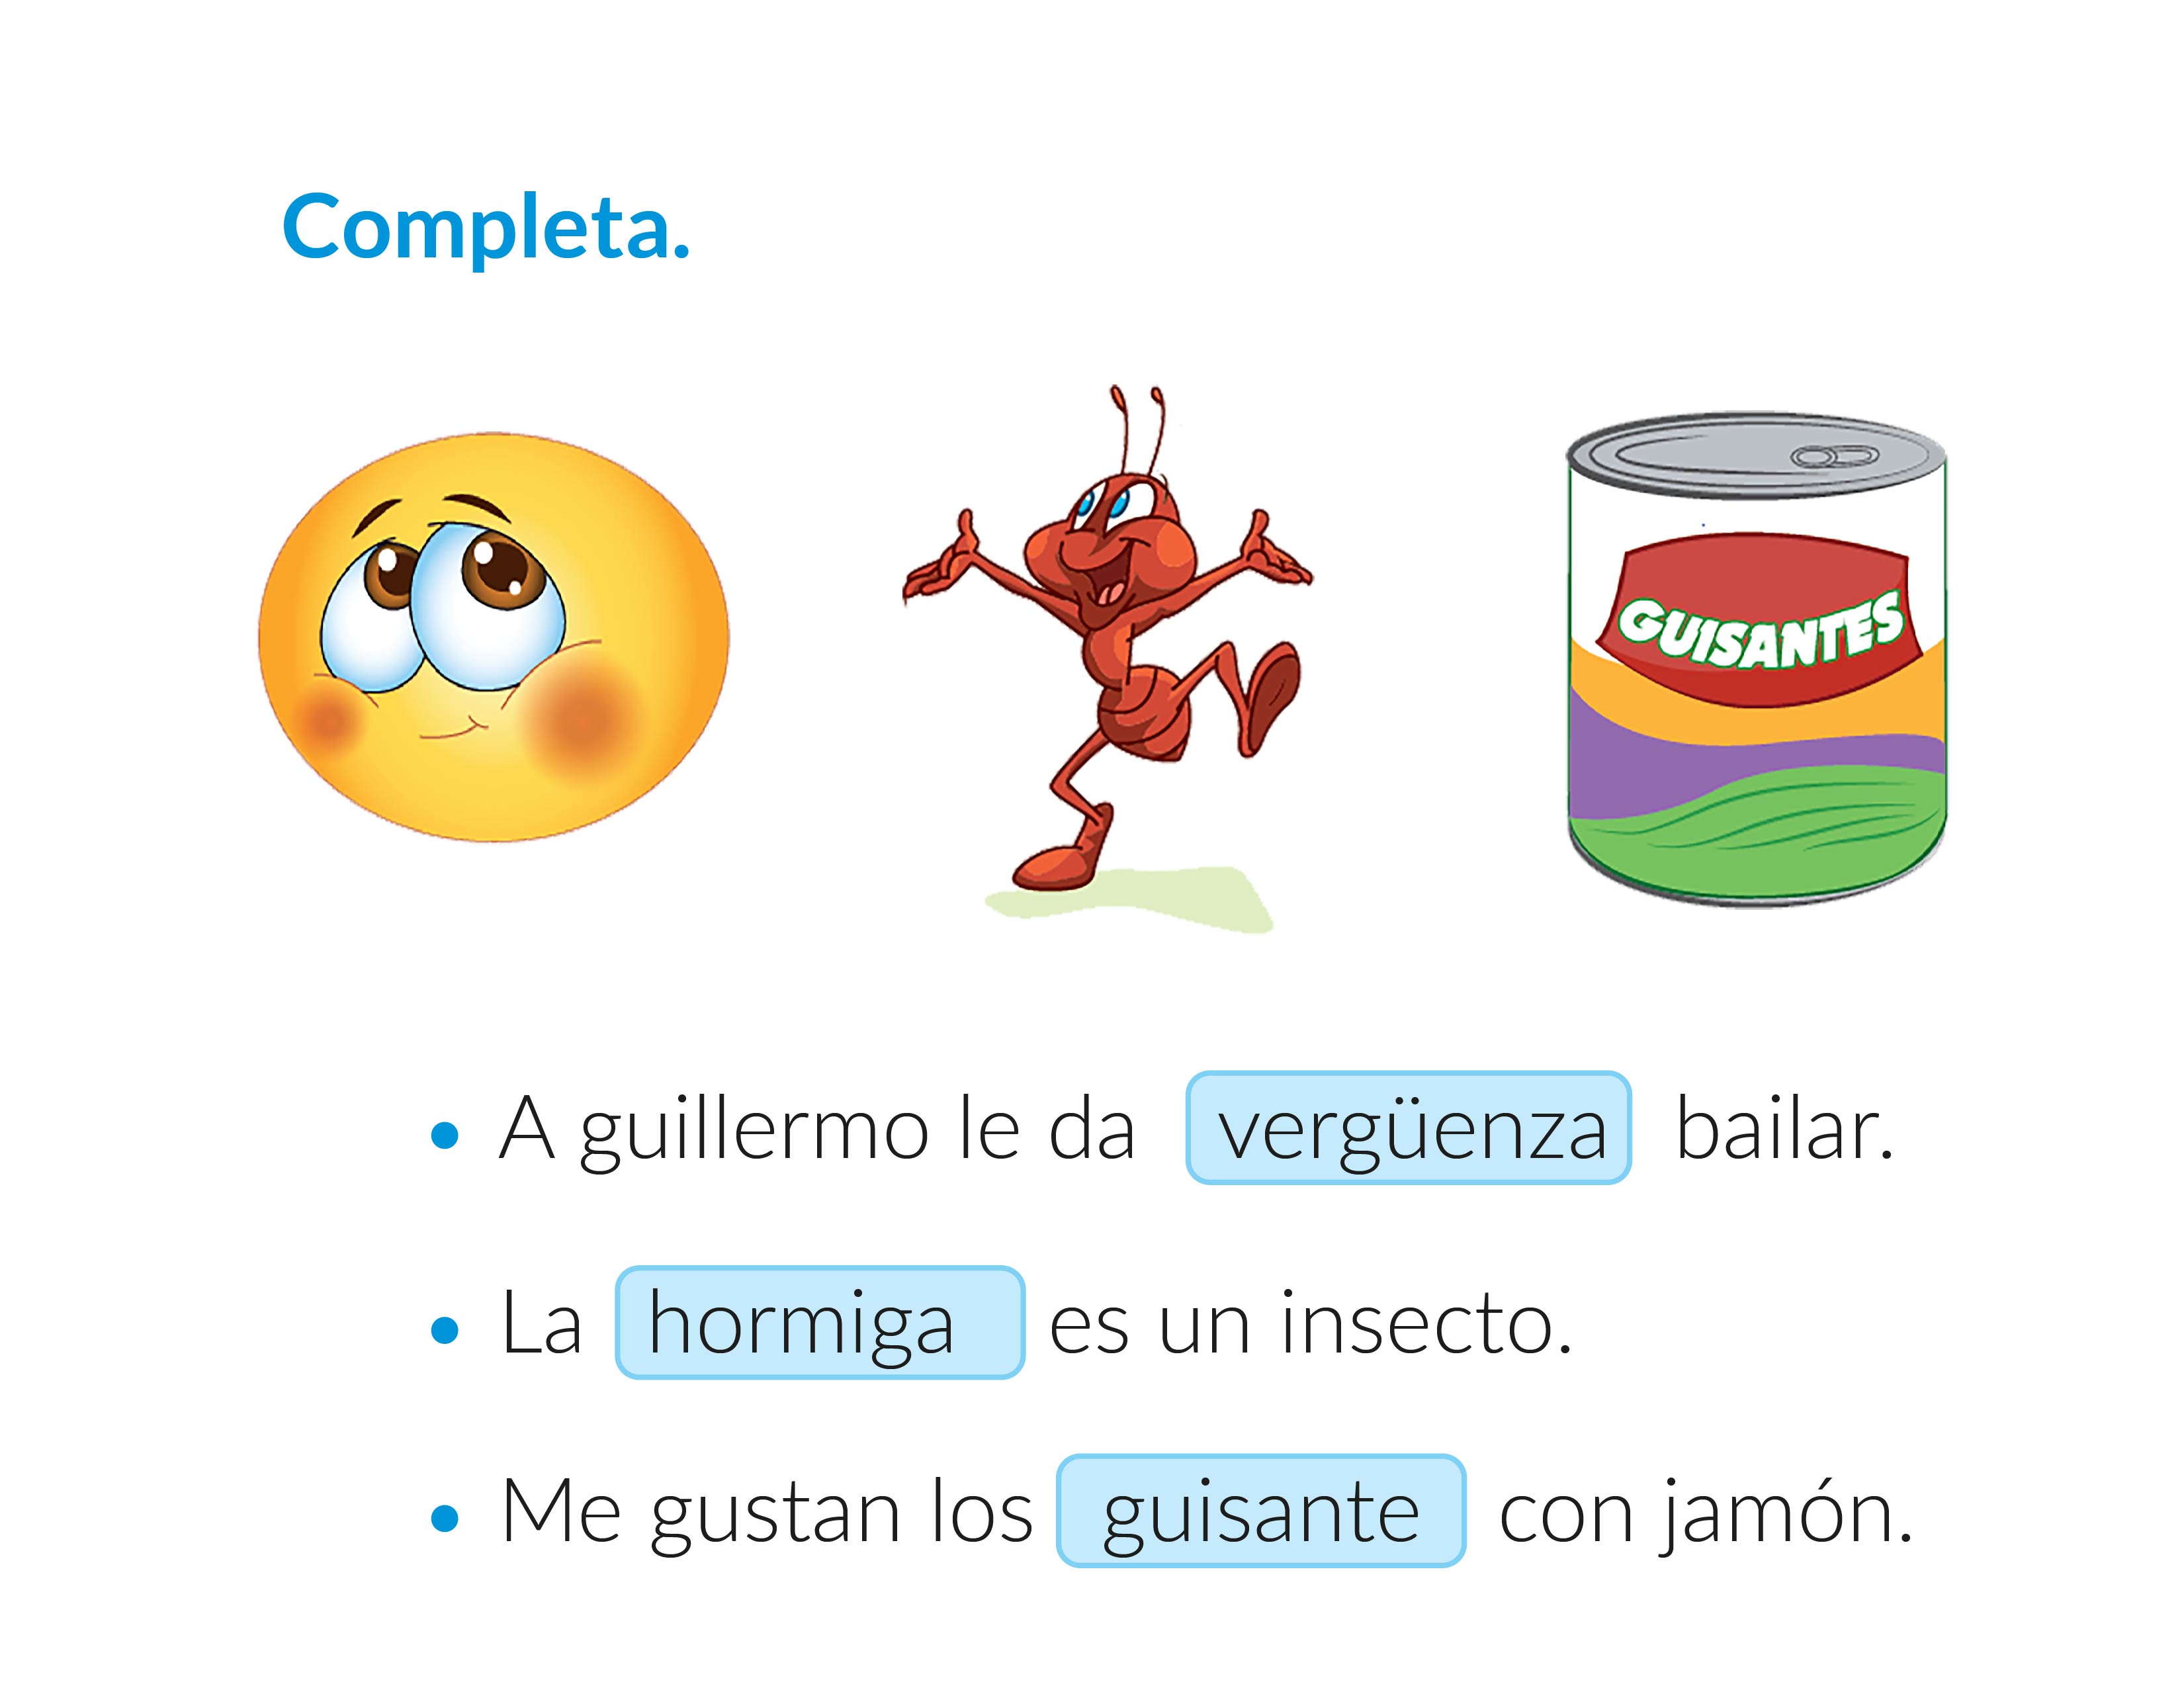 Completa.
GUISANTES
• A guillermo le da vergüenza bailar.
• La hormiga es un insecto.
• Me gustan los guisante con jamón.